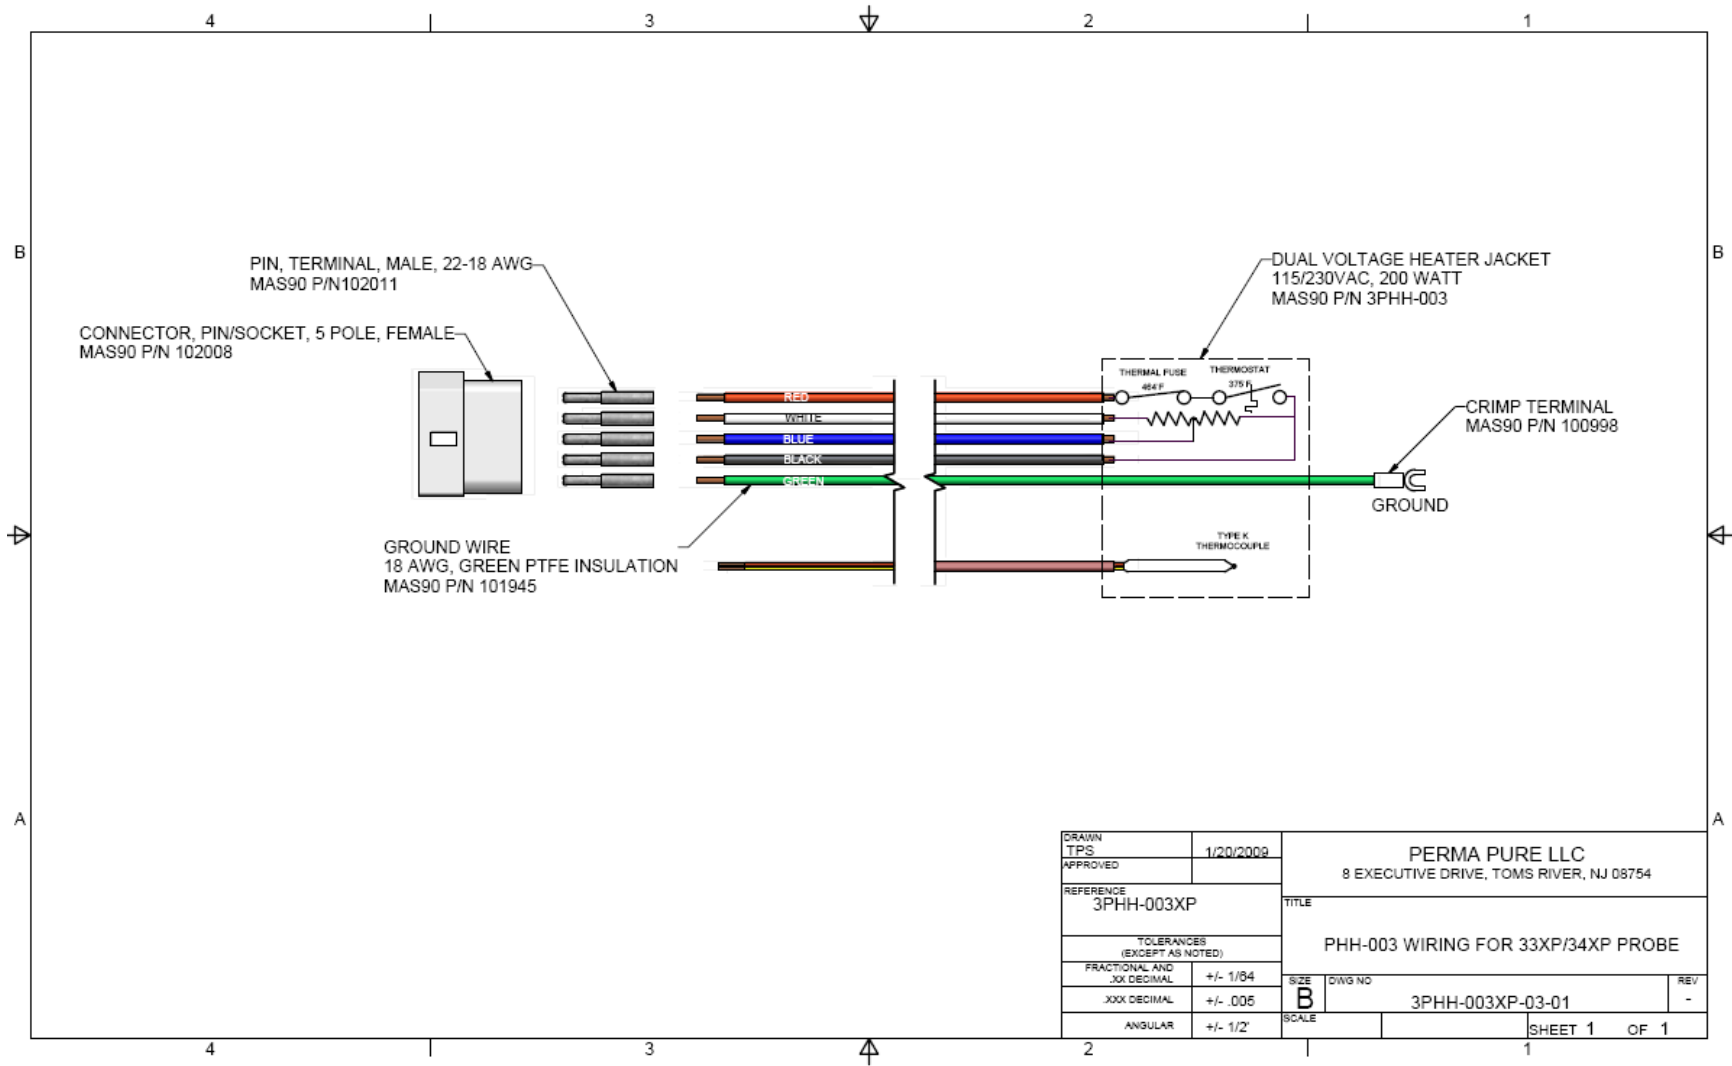 4 3 2 1
B B
PIN, TERMINAL, MALE, 22-18 AWG
MAS90 P/N102011
CONNECTOR, PIN/SOCKET, 5 POLE, FEMALE
MAS90 P/N 102008
DUAL VOLTAGE HEATER JACKET
115/230VAC, 200 WATT
MAS90 P/N 3PHH-003
THERMAL FUSE
464°F
THERMOSTAT
375°F
RED
WHITE
BLUE
BLACK
GREEN
CRIMP TERMINAL
MAS90 P/N 100998
GROUND
GROUND WIRE
18 AWG, GREEN PTFE INSULATION
MAS90 P/N 101945
TYPE K
THERMOCOUPLE
A A
DRAWN
TPS 1/20/2009
APPROVED
REFERENCE
3PHH-003XP
TOLERANCES
(EXCEPT AS NOTED)
FRACTIONAL AND
.XX DECIMAL +/- 1/64
.XXX DECIMAL +/- .005
ANGULAR +/- 1/2°
PERMA PURE LLC
8 EXECUTIVE DRIVE, TOMS RIVER, NJ 08754
TITLE
PHH-003 WIRING FOR 33XP/34XP PROBE
SIZE
B
DWG NO
3PHH-003XP-03-01
REV
-
SCALE
SHEET 1 OF 1
4 3 2 1